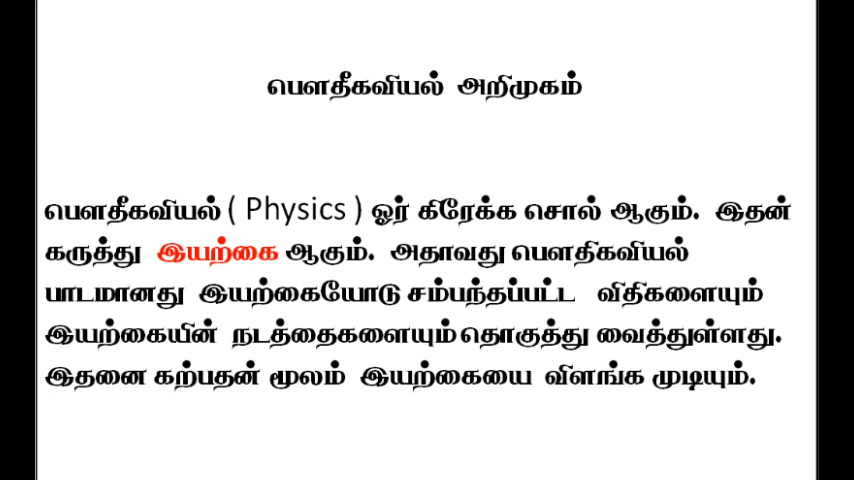 பௌதீகவியல் அறிமுகம்
பௌதீகவியல் ( Physics ) ஓர் கிரேக்க சொல் ஆகும். இதன்
கருத்து இயற்கை ஆகும். அதாவது பௌதிகவியல்
பாடமானது இயற்கையோடு சம்பந்தப்பட்ட விதிகளையும்
இயற்கையின் நடத்தைகளையும் தொகுத்து வைத்துள்ளது.
இதனை கற்பதன் மூலம் இயற்கையை விளங்க முடியும்.